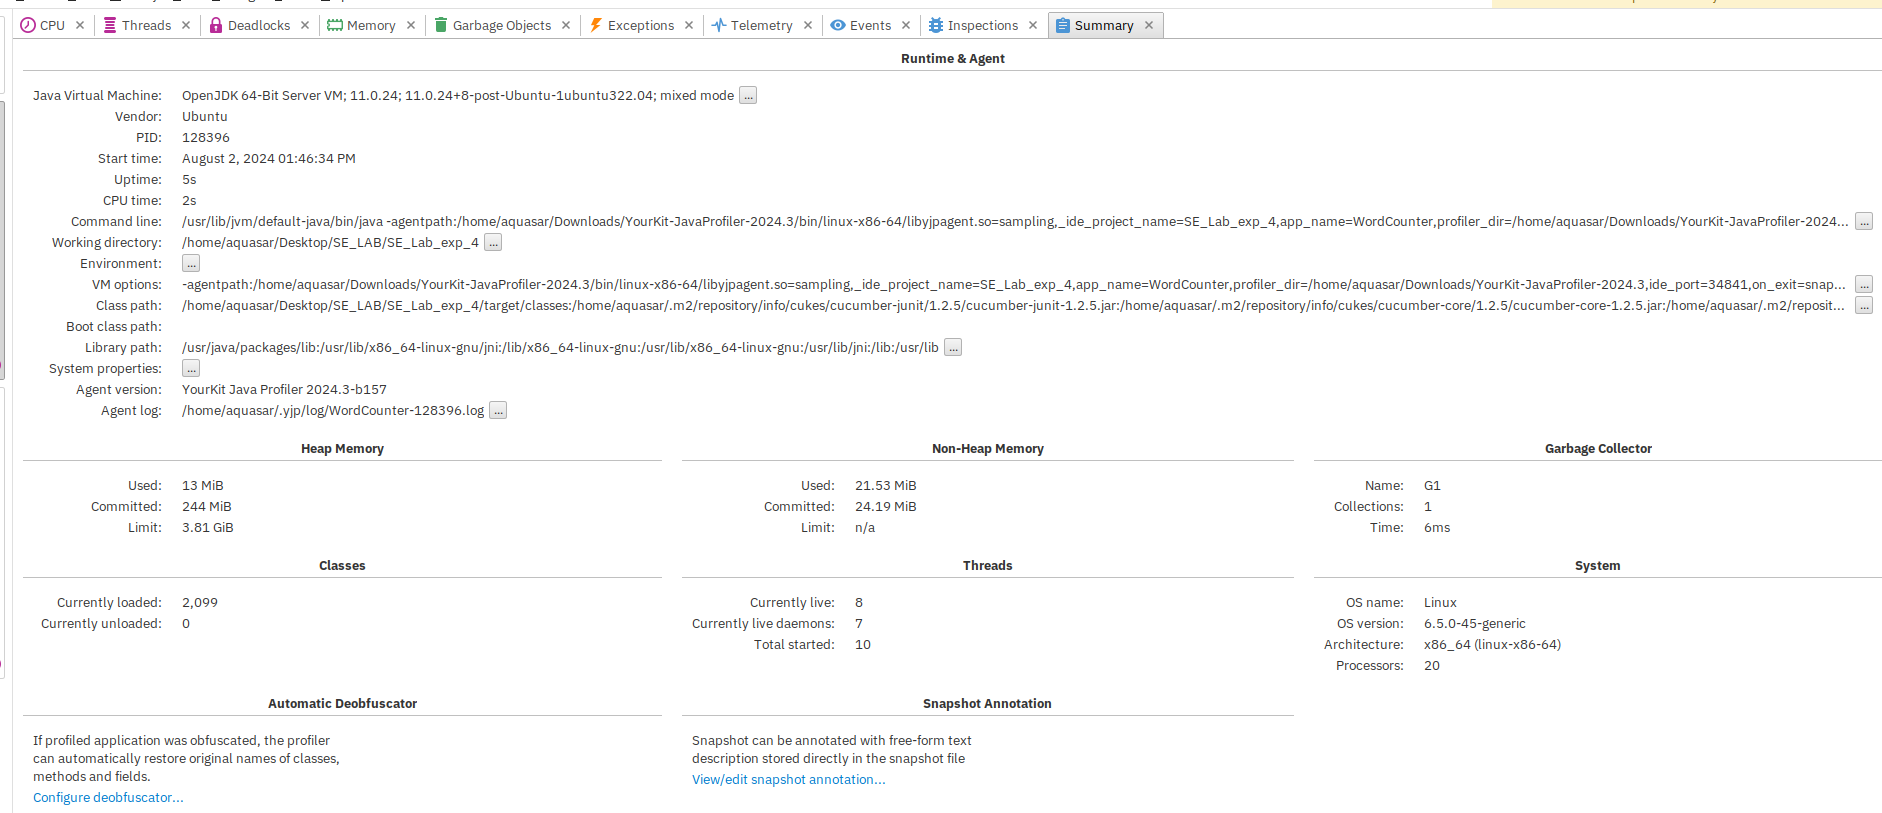 CPU Threads Deadlocks Memory Garbage Objects Exceptions Telemetry Events Inspections Summary
Runtime & Agent
Java Virtual Machine: OpenJDK 64-Bit Server VM; 11.0.24; 11.0.24+8-post-Ubuntu-1ubuntu322.04; mixed mode ...
Vendor: Ubuntu
PID: 128396
Start time: August 2, 2024 01:46:34 PM
Uptime: 5s
CPU time: 2s
Command line: /usr/lib/jvm/default-java/bin/java -agentpath:/home/aquasar/Downloads/YourKit-JavaProfiler-2024.3/bin/linux-x86-64/libyjpagent.so=sampling,_ide_project_name=SE_Lab_exp_4,app_name=WordCounter,profiler_dir=/home/aquasar/Downloads/YourKit-JavaProfiler-2024... ...
Working directory: /home/aquasar/Desktop/SE_LAB/SE_Lab_exp_4 ...
Environment: ...
VM options: -agentpath:/home/aquasar/Downloads/YourKit-JavaProfiler-2024.3/bin/linux-x86-64/libyjpagent.so=sampling,_ide_project_name=SE_Lab_exp_4,app_name=WordCounter,profiler_dir=/home/aquasar/Downloads/YourKit-JavaProfiler-2024.3,ide_port=34841,on_exit=snap... ...
Class path: /home/aquasar/Desktop/SE_LAB/SE_Lab_exp_4/target/classes:/home/aquasar/.m2/repository/info/cukes/cucumber-junit/1.2.5/cucumber-junit-1.2.5.jar:/home/aquasar/.m2/repository/info/cukes/cucumber-core/1.2.5/cucumber-core-1.2.5.jar:/home/aquasar/.m2/reposit... ...
Boot class path:
Library path: /usr/java/packages/lib:/usr/lib/x86_64-linux-gnu/jni:/lib/x86_64-linux-gnu:/usr/lib/x86_64-linux-gnu:/usr/lib/jni:/lib:/usr/lib ...
System properties: ...
Agent version: YourKit Java Profiler 2024.3-b157
Agent log: /home/aquasar/.yjp/log/WordCounter-128396.log ...
Heap Memory
Used: 13 MiB
Committed: 244 MiB
Limit: 3.81 GiB
Non-Heap Memory
Used: 21.53 MiB
Committed: 24.19 MiB
Limit: n/a
Garbage Collector
Name: G1
Collections: 1
Time: 6ms
Classes
Currently loaded: 2,099
Currently unloaded: 0
Threads
Currently live: 8
Currently live daemons: 7
Total started: 10
System
OS name: Linux
OS version: 6.5.0-45-generic
Architecture: x86_64 (linux-x86-64)
Processors: 20
Automatic Deobfuscator
If profiled application was obfuscated, the profiler
can automatically restore original names of classes,
methods and fields.
Configure deobfuscator...
Snapshot Annotation
Snapshot can be annotated with free-form text
description stored directly in the snapshot file
View/edit snapshot annotation...